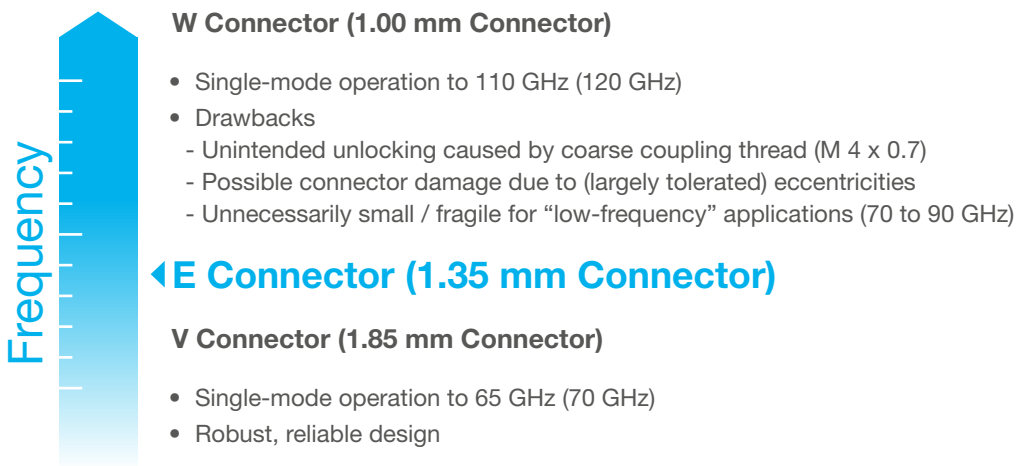 Frequency
W Connector (1.00 mm Connector)
• Single-mode operation to 110 GHz (120 GHz)
• Drawbacks
- Unintended unlocking caused by coarse coupling thread (M 4 x 0.7)
- Possible connector damage due to (largely tolerated) eccentricities
- Unnecessarily small / fragile for “low-frequency” applications (70 to 90 GHz)
E Connector (1.35 mm Connector)
V Connector (1.85 mm Connector)
• Single-mode operation to 65 GHz (70 GHz)
• Robust, reliable design